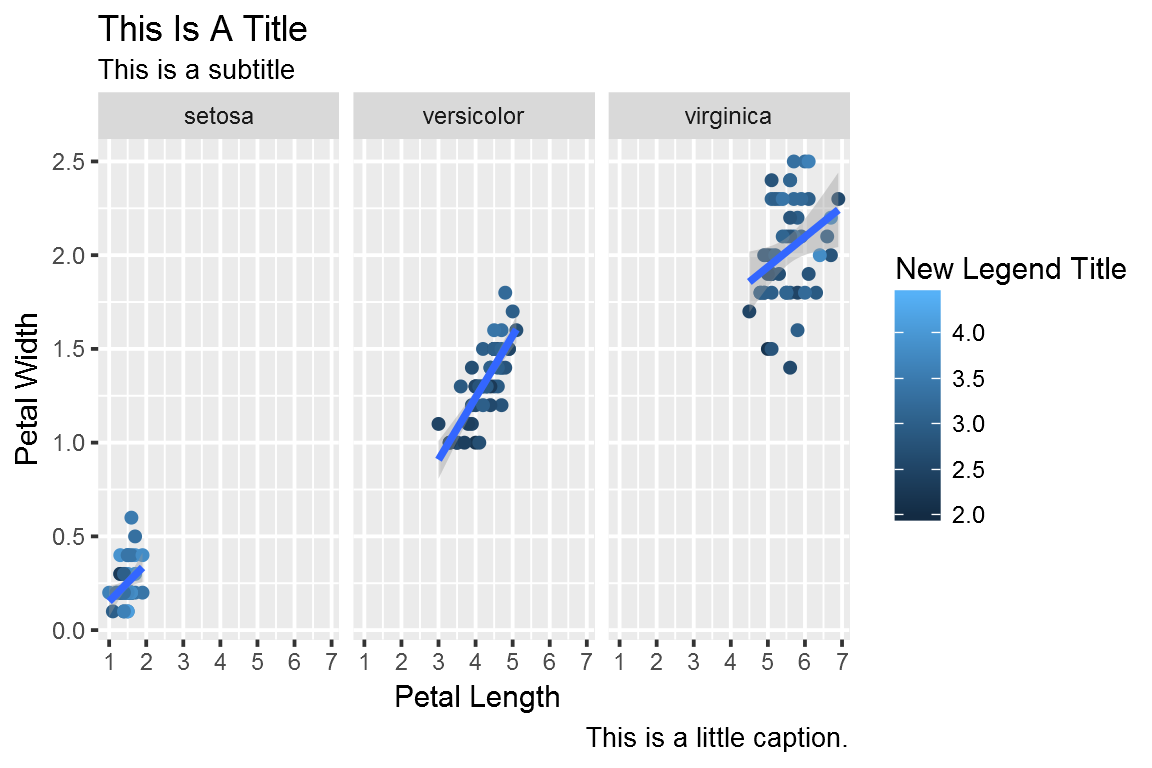 This Is A Title
This is a subtitle
setosa versicolor virginica
2.5
2.0
1.5
1.0
0.5
0.0
Petal Width
1 2 3 4 5 6 7 1 2 3 4 5 6 7 1 2 3 4 5 6 7
Petal Length
This is a little caption.
New Legend Title
4.0
3.5
3.0
2.5
2.0